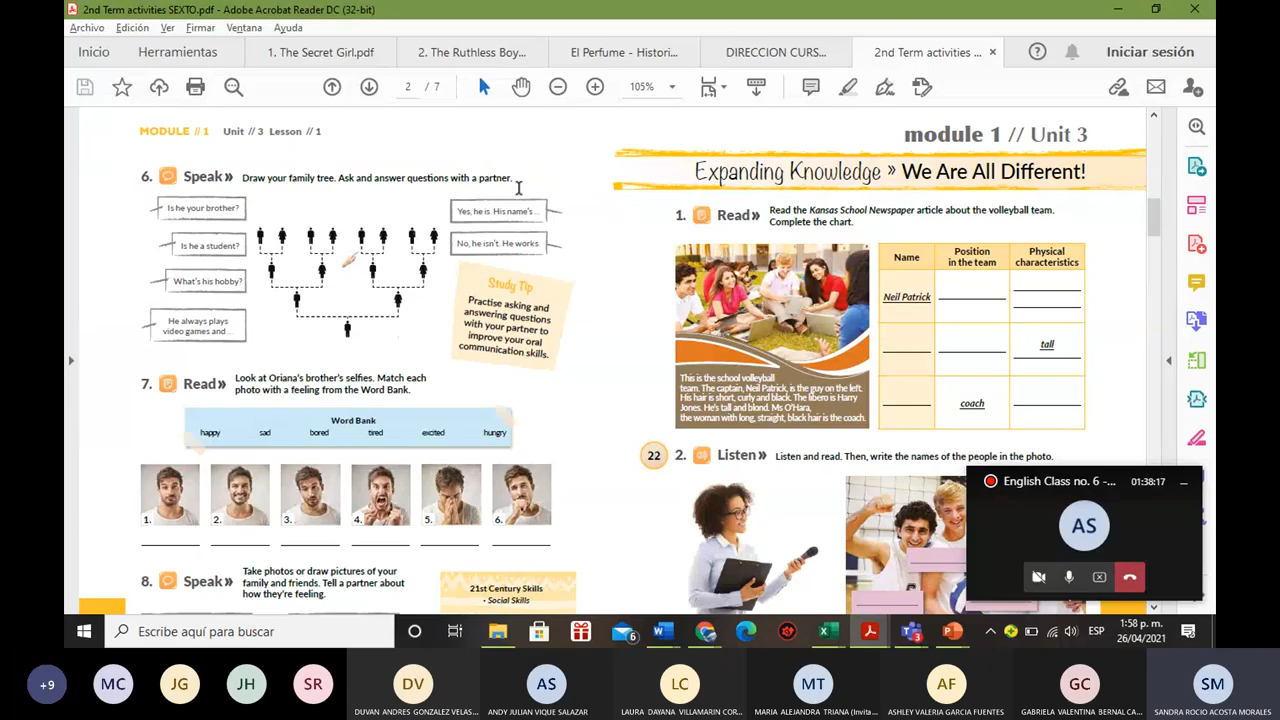 2nd Term activities SEXTO.pdf - Adobe Acrobat Reader DC (32-bit)
Archivo Edición Ver Firmar Ventana Ayuda
Inicio Herramientas 1. The Secret Girl.pdf 2. The Ruthless Boy... El Perfume - Histori... DIRECCION CURS... 2nd Term activities ... × Iniciar sesión
2 / 7 105%
MODULE // 1 Unit // 3 Lesson // 1
6. Speak» Draw your family tree. Ask and answer questions with a partner.
Is he your brother?
Is he a student?
What's his hobby?
He always plays
video games and ...
Yes, he is. His name's ...
No, he isn't. He works.
Study Tip
Practise asking and
answering questions
with your partner to
improve your oral
communication skills.
7. Read» Look at Oriana's brother's selfies. Match each
photo with a feeling from the Word Bank.
Word Bank
happy sad bored tired excited hungry
1. 2. 3. 4. 5. 6.
8. Speak» Take photos or draw pictures of your
family and friends. Tell a partner about
how they're feeling.
21st Century Skills
• Social Skills
module 1 // Unit 3
Expanding Knowledge » We Are All Different!
1. Read» Read the Kansas School Newspaper article about the volleyball team.
Complete the chart.
This is the school volleyball
team. The captain, Neil Patrick, is the guy on the left.
His hair is short, curly and black. The libero is Harry
Jones. He's tall and blond. Ms O'Hara,
the woman with long, straight, black hair is the coach.
Name Position in the team Physical characteristics
Neil Patrick
tall
coach
22 2. Listen» Listen and read. Then, write the names of the people in the photo.
English Class no. 6 -... 01:38:17
AS
Escribe aquí para buscar
6
3
ESP
1:58 p. m.
26/04/2021
+9 MC JG JH SR DV AS LC MT AF GC SM
DUVAN ANDRES GONZALEZ VELAS... ANDY JULIAN VIQUE SALAZAR LAURA DAYANA VILLAMARIN COR... MARIA ALEJANDRA TRIANA (Invita... ASHLEY VALERIA GARCIA FUENTES GABRIELA VALENTINA BERNAL CA... SANDRA ROCIO ACOSTA MORALES